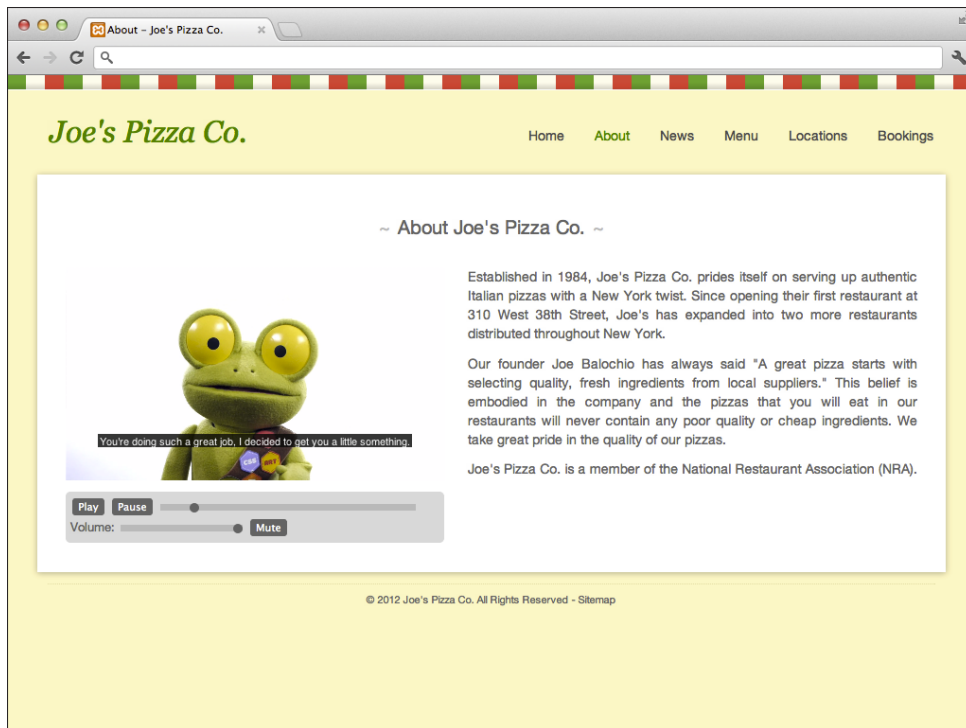 About – Joe's Pizza Co.
Joe's Pizza Co.
Home About News Menu Locations Bookings
~ About Joe's Pizza Co. ~
Established in 1984, Joe's Pizza Co. prides itself on serving up authentic
Italian pizzas with a New York twist. Since opening their first restaurant at
310 West 38th Street, Joe's has expanded into two more restaurants
distributed throughout New York.
Our founder Joe Balochio has always said "A great pizza starts with
selecting quality, fresh ingredients from local suppliers." This belief is
embodied in the company and the pizzas that you will eat in our
restaurants will never contain any poor quality or cheap ingredients. We
take great pride in the quality of our pizzas.
Joe's Pizza Co. is a member of the National Restaurant Association (NRA).
You're doing such a great job, I decided to get you a little something.
CSS ART
Play Pause
Volume: Mute
© 2012 Joe's Pizza Co. All Rights Reserved - Sitemap